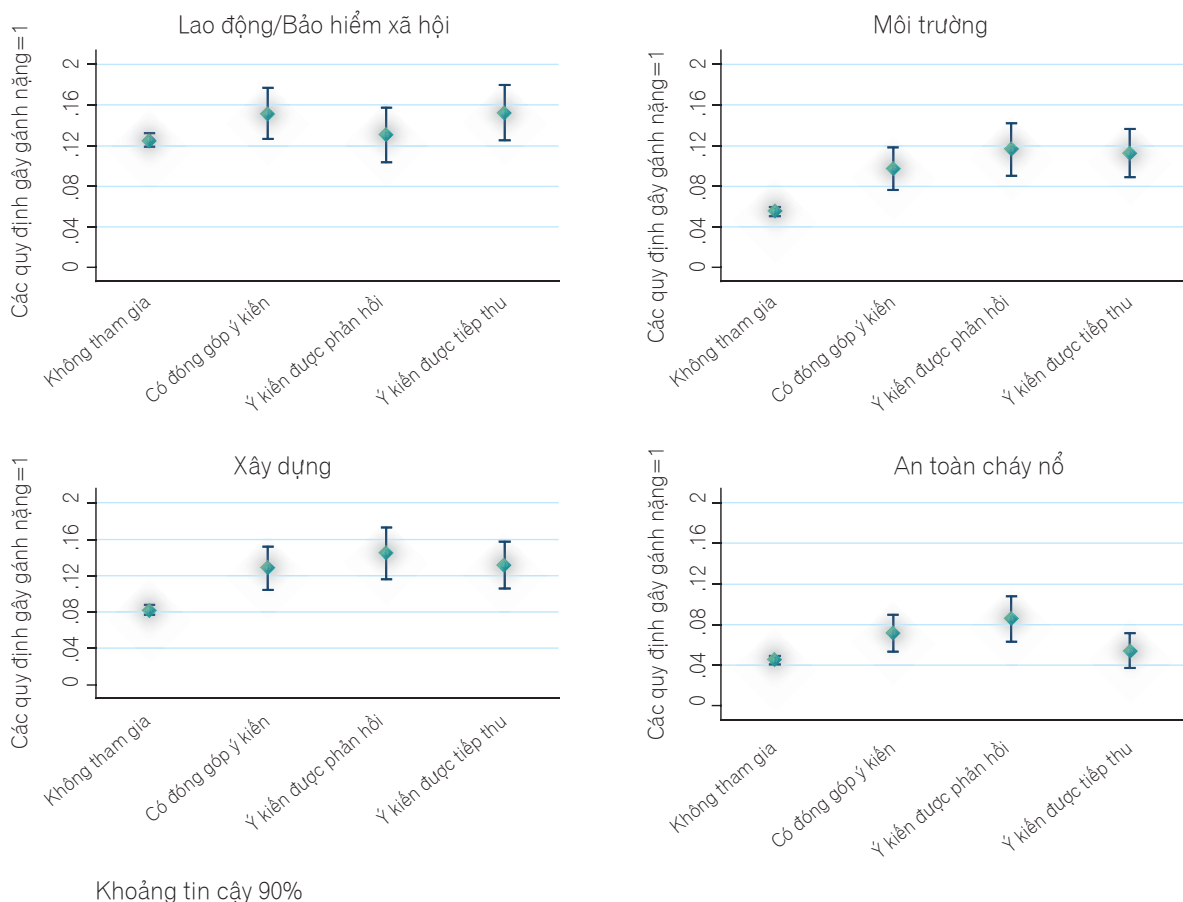 Lao động/Bảo hiểm xã hội
Các quy định gây gánh nặng=1
2
.16
.12
.08
.04
0
Không tham gia
Có đóng góp ý kiến
Ý kiến được phản hồi
Ý kiến được tiếp thu
Môi trường
Các quy định gây gánh nặng=1
2
.16
.12
.08
.04
0
Không tham gia
Có đóng góp ý kiến
Ý kiến được phản hồi
Ý kiến được tiếp thu
Xây dựng
Các quy định gây gánh nặng=1
2
.16
.12
.08
.04
0
Không tham gia
Có đóng góp ý kiến
Ý kiến được phản hồi
Ý kiến được tiếp thu
An toàn cháy nổ
Các quy định gây gánh nặng=1
2
.16
.12
.08
.04
0
Không tham gia
Có đóng góp ý kiến
Ý kiến được phản hồi
Ý kiến được tiếp thu
Khoảng tin cậy 90%